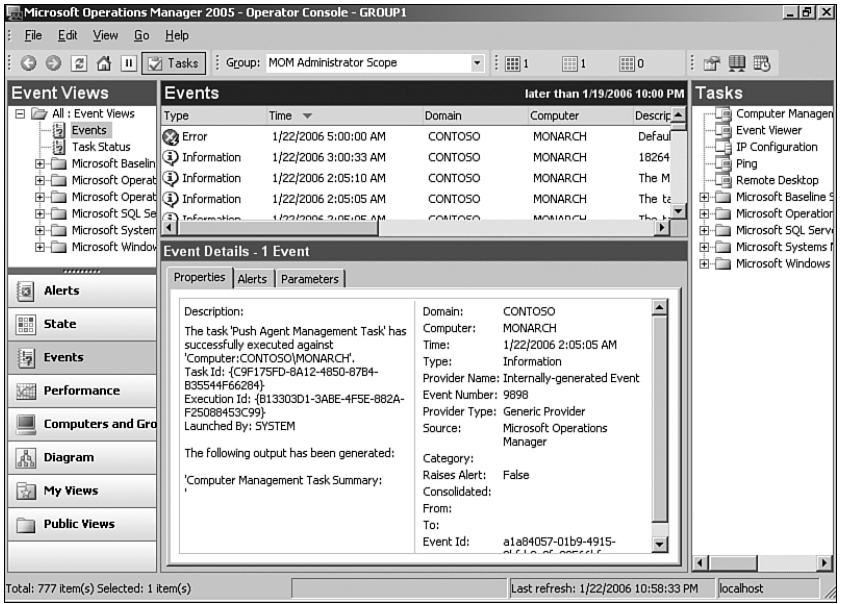 Microsoft Operations Manager 2005 - Operator Console - GROUP1
File Edit View Go Help
Tasks Group: MOM Administrator Scope 1 1 0
Event Views
All : Event Views
Events
Task Status
Microsoft Baselin
Microsoft Operat
Microsoft Operat
Microsoft SQL Se
Microsoft System
Microsoft Window
Alerts
State
Events
Performance
Computers and Gro
Diagram
My Views
Public Views
Events later than 1/19/2006 10:00 PM
Type Time Domain Computer Descrip
Error 1/22/2006 5:00:00 AM CONTOSO MONARCH Defaul
Information 1/22/2006 3:00:33 AM CONTOSO MONARCH 18264
Information 1/22/2006 2:05:10 AM CONTOSO MONARCH The M
Information 1/22/2006 2:05:05 AM CONTOSO MONARCH The ta
Information 1/22/2006 2:05:05 AM CONTOSO MONARCH
Event Details - 1 Event
Properties Alerts Parameters
Description:
The task 'Push Agent Management Task' has
successfully executed against
'Computer:CONTOSO\MONARCH'.
Task Id: {C9F175FD-8A12-4850-87B4-
B35544F66284}
Execution Id: {B13303D1-3ABE-4F5E-882A-
F25088453C99}
Launched By: SYSTEM
The following output has been generated:
'Computer Management Task Summary:
'
Domain: CONTOSO
Computer: MONARCH
Time: 1/22/2006 2:05:05 AM
Type: Information
Provider Name: Internally-generated Event
Event Number: 9898
Provider Type: Generic Provider
Source: Microsoft Operations
Manager
Category:
Raises Alert: False
Consolidated:
From:
To:
Event Id: a1a84057-01b9-4915-
Tasks
Computer Managen
Event Viewer
IP Configuration
Ping
Remote Desktop
Microsoft Baseline S
Microsoft Operation
Microsoft SQL Serve
Microsoft Systems M
Microsoft Windows
Total: 777 item(s) Selected: 1 item(s)
Last refresh: 1/22/2006 10:58:33 PM
localhost